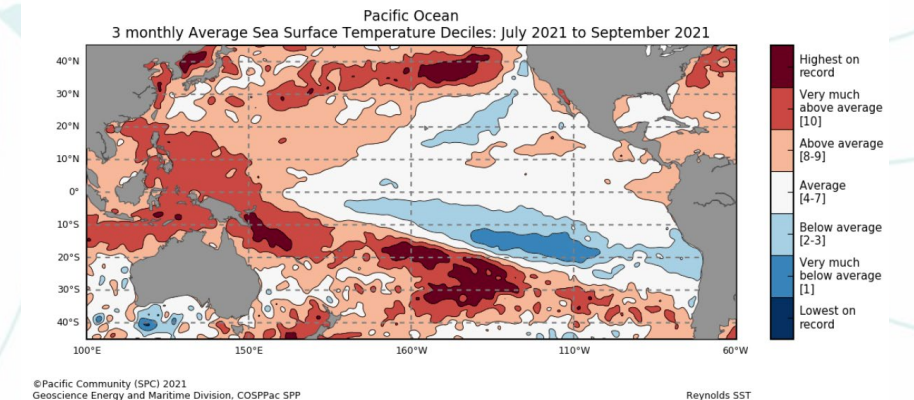 Pacific Ocean
3 monthly Average Sea Surface Temperature Deciles: July 2021 to September 2021
40°N
30°N
20°N
10°N
0°
10°S
20°S
30°S
40°S
100°E
150°E
160°W
110°W
60°W
Highest on
record
Very much
above average
[10]
Above average
[8-9]
Average
[4-7]
Below average
[2-3]
Very much
below average
[1]
Lowest on
record
©Pacific Community (SPC) 2021
Geoscience Energy and Maritime Division, COSPPac SPP
Reynolds SST